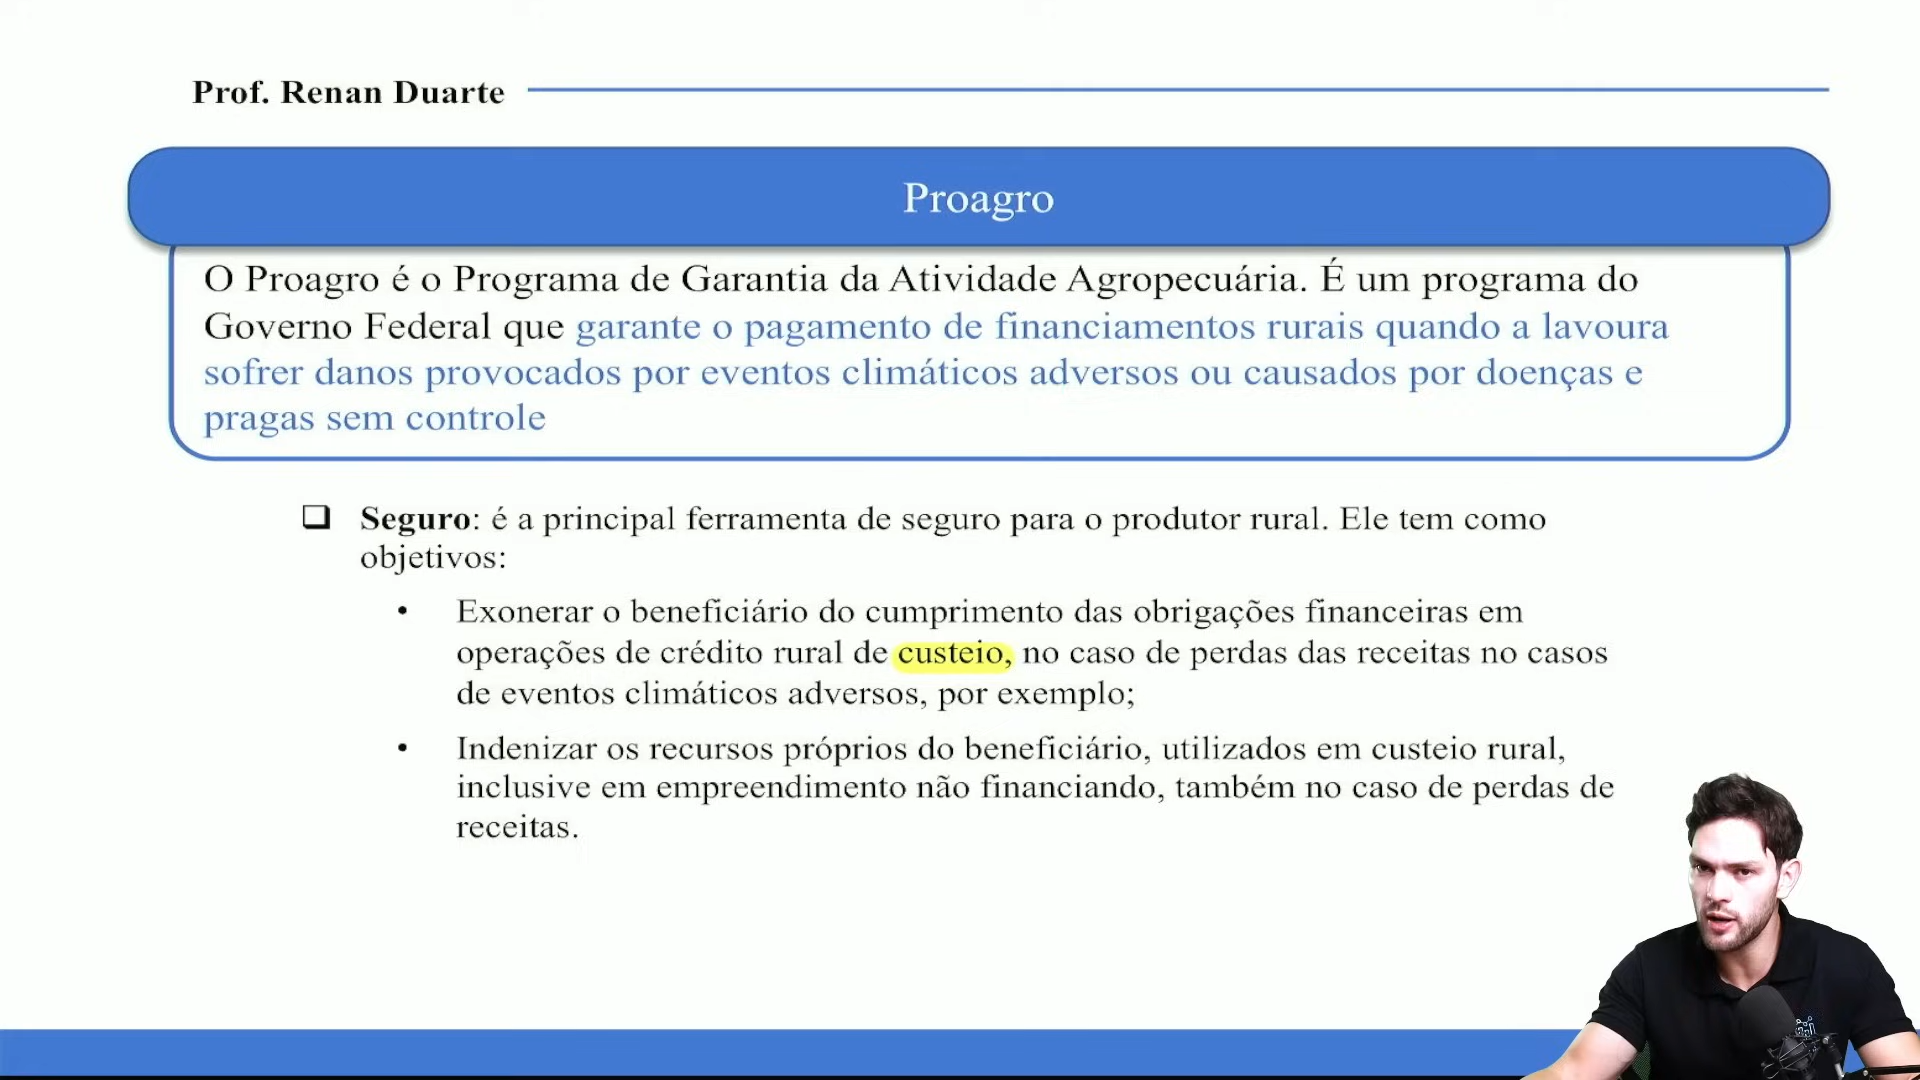 Prof. Renan Duarte
Proagro
O Proagro é o Programa de Garantia da Atividade Agropecuária. É um programa do
Governo Federal que garante o pagamento de financiamentos rurais quando a lavoura
sofrer danos provocados por eventos climáticos adversos ou causados por doenças e
pragas sem controle
❑ Seguro: é a principal ferramenta de seguro para o produtor rural. Ele tem como
objetivos:
• Exonerar o beneficiário do cumprimento das obrigações financeiras em
operações de crédito rural de custeio, no caso de perdas das receitas no casos
de eventos climáticos adversos, por exemplo;
• Indenizar os recursos próprios do beneficiário, utilizados em custeio rural,
inclusive em empreendimento não financiando, também no caso de perdas de
receitas.